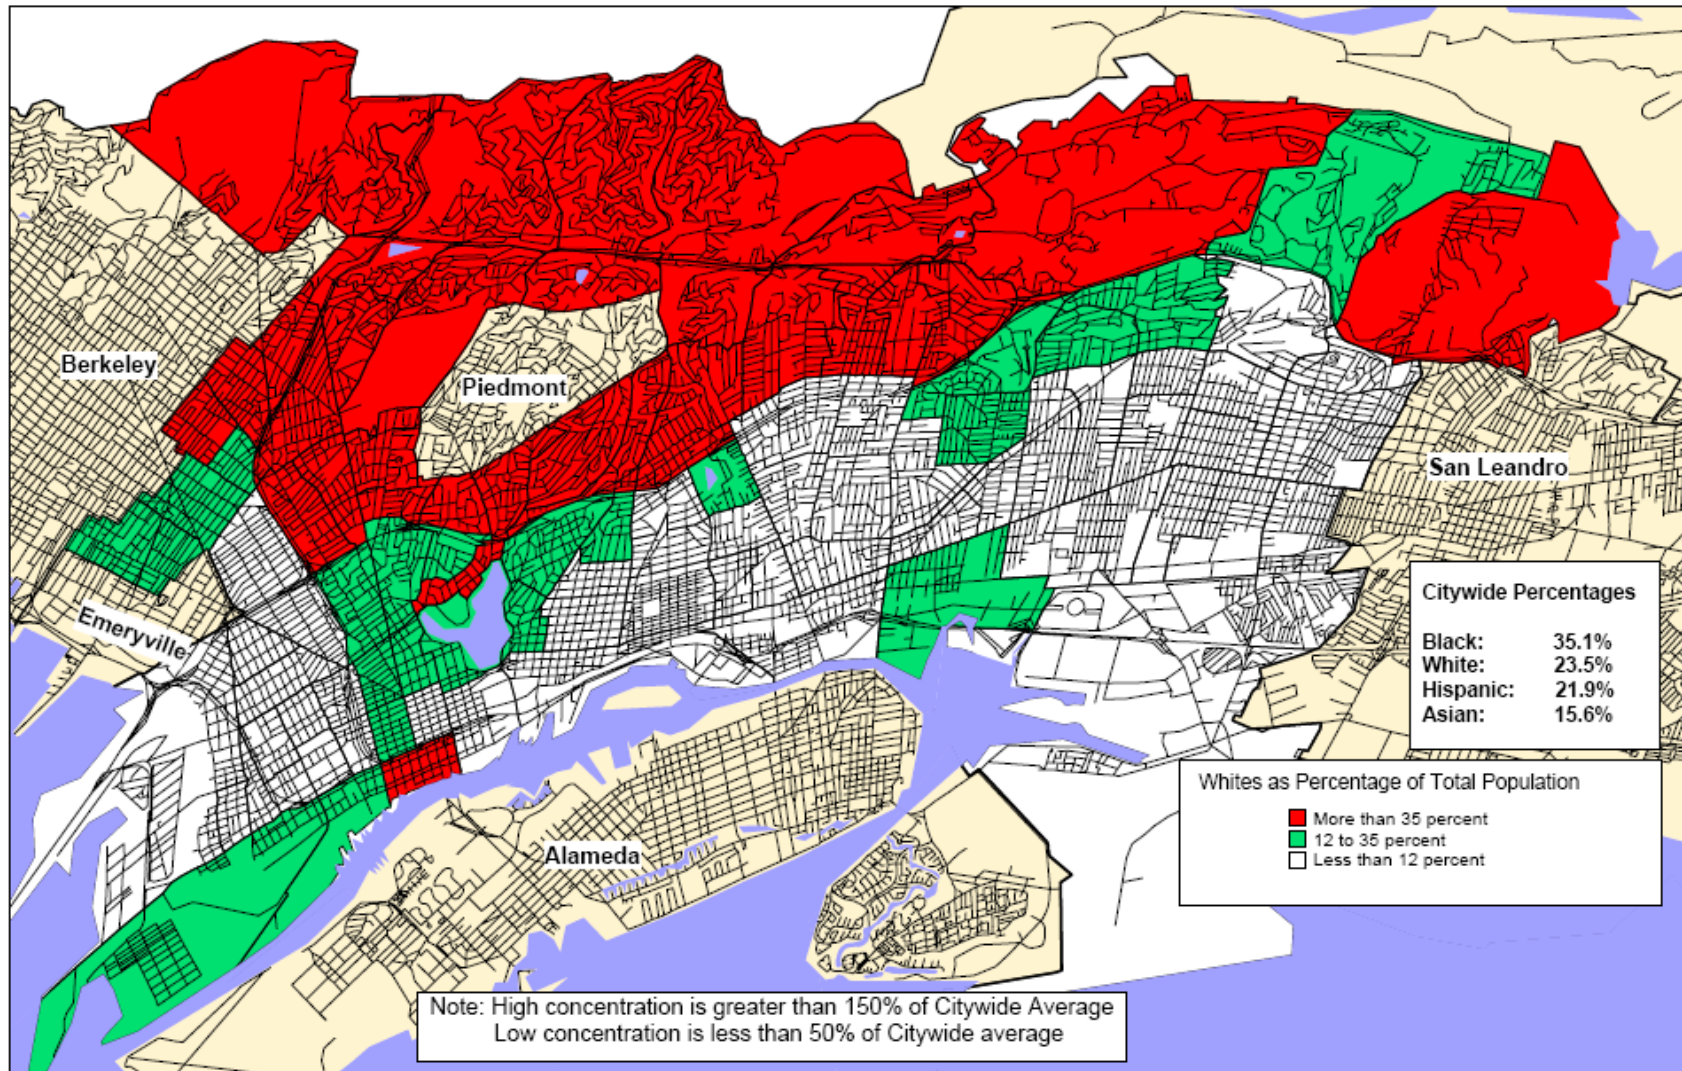 Berkeley
Piedmont
San Leandro
Emeryville
Alameda
Citywide Percentages
Black: 35.1%
White: 23.5%
Hispanic: 21.9%
Asian: 15.6%
Whites as Percentage of Total Population
More than 35 percent
12 to 35 percent
Less than 12 percent
Note: High concentration is greater than 150% of Citywide Average
Low concentration is less than 50% of Citywide average